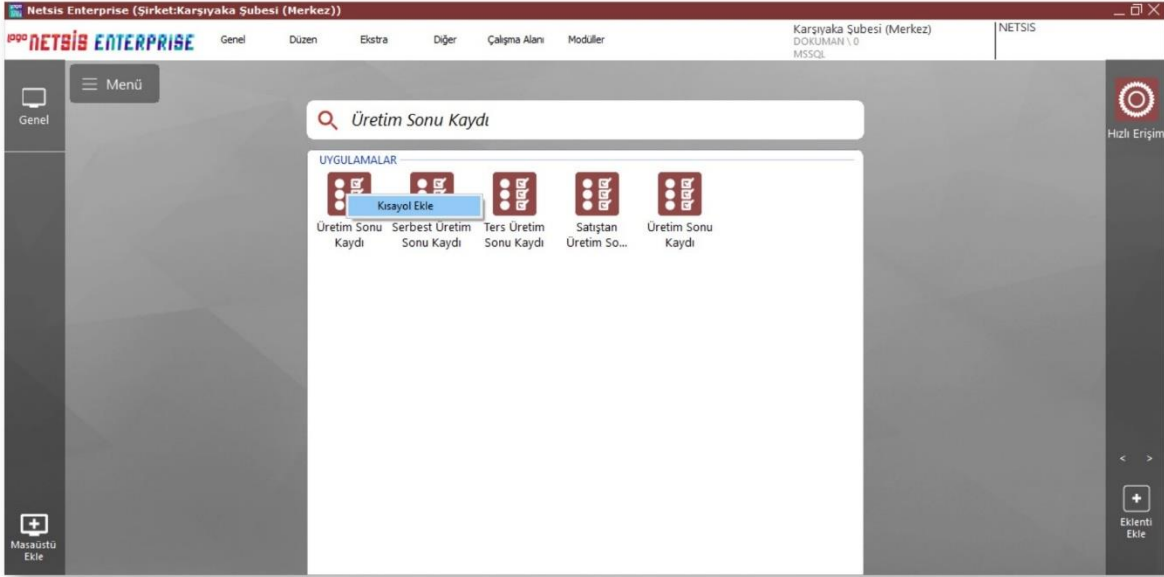 Netsis Enterprise (Şirket:Karşıyaka Şubesi (Merkez))
logo NETSİS ENTERPRISE
Genel
Düzen
Ekstra
Diğer
Çalışma Alanı
Modüller
Karşıyaka Şubesi (Merkez)
DOKUMAN \ 0
MSSQL
NETSIS
Menü
Genel
Hızlı Erişim
Üretim Sonu Kaydı
UYGULAMALAR
Kısayol Ekle
Üretim Sonu
Kaydı
Serbest Üretim
Sonu Kaydı
Ters Üretim
Sonu Kaydı
Satıştan
Üretim So...
Üretim Sonu
Kaydı
< >
Masaüstü
Ekle
Eklenti
Ekle